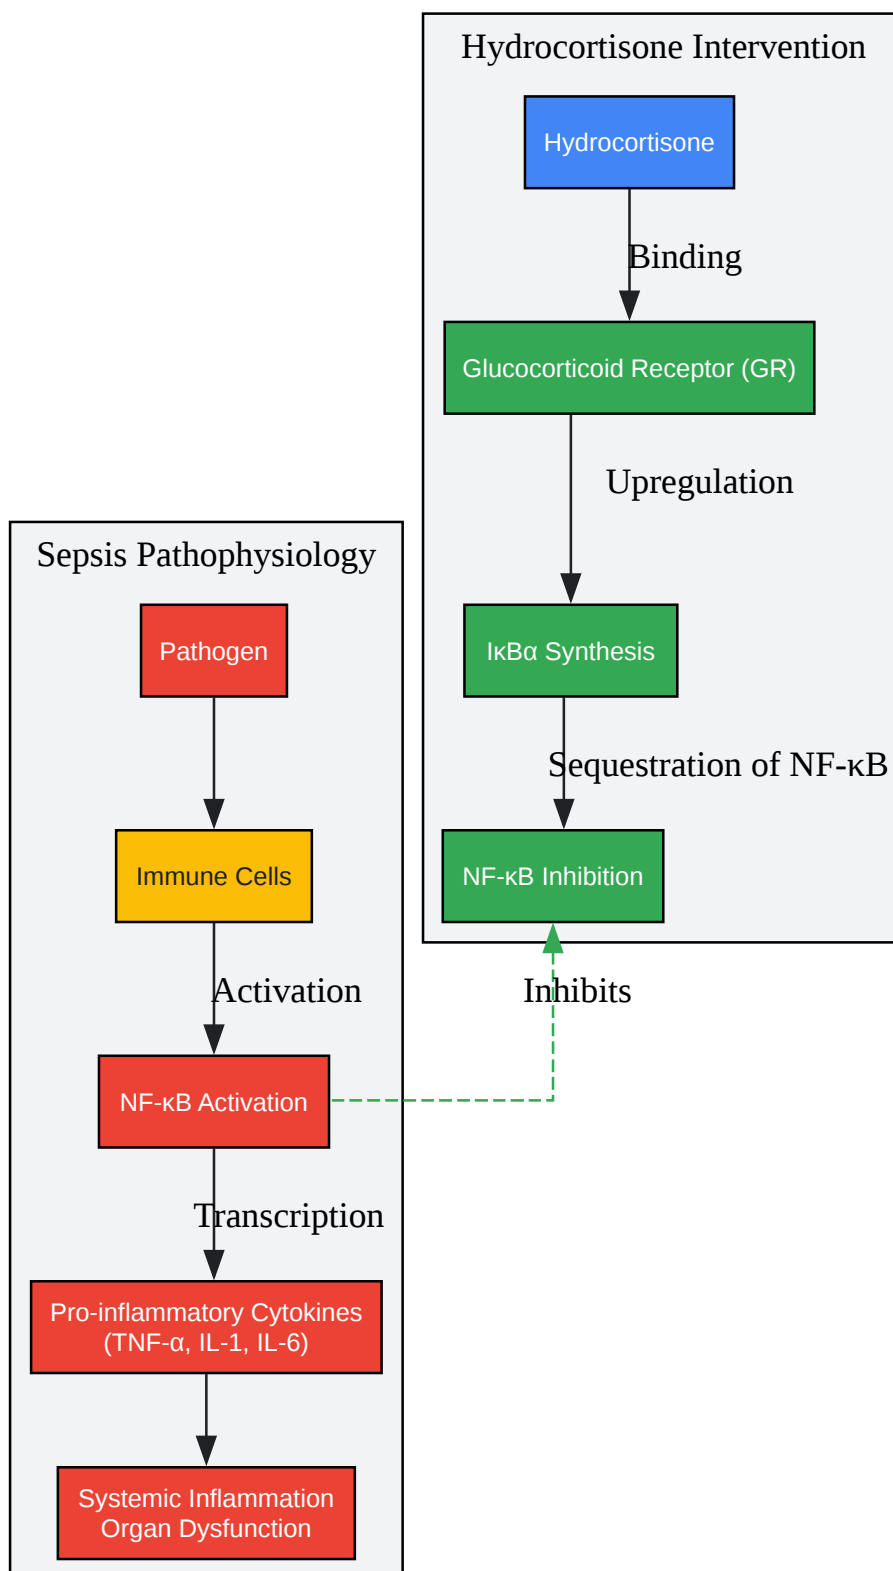 Hydrocortisone Intervention
Hydrocortisone
Binding
Glucocorticoid Receptor (GR)
Upregulation
IκBα Synthesis
Sequestration of NF-κB
NF-κB Inhibition
Sepsis Pathophysiology
Pathogen
Immune Cells
Activation
Inhibits
NF-κB Activation
Transcription
Pro-inflammatory Cytokines
(TNF-α, IL-1, IL-6)
Systemic Inflammation
Organ Dysfunction